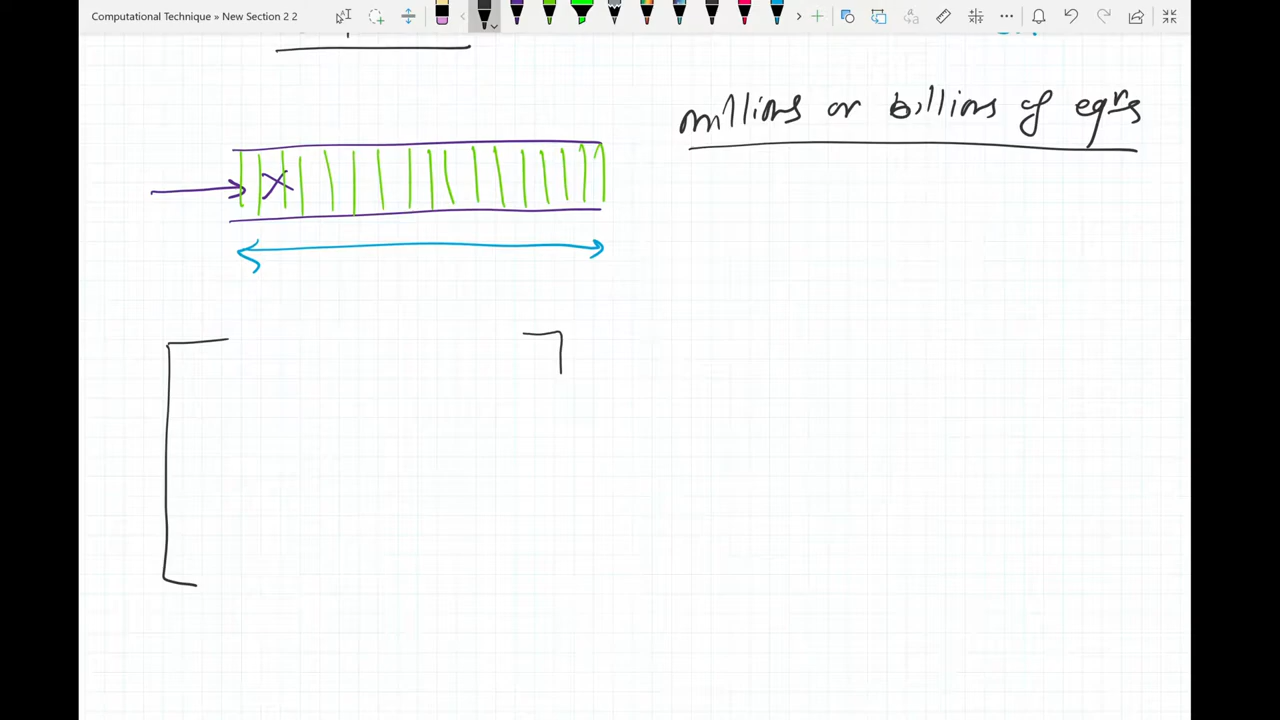 Computational Technique » New Section 2 2
millions or billions of eqns